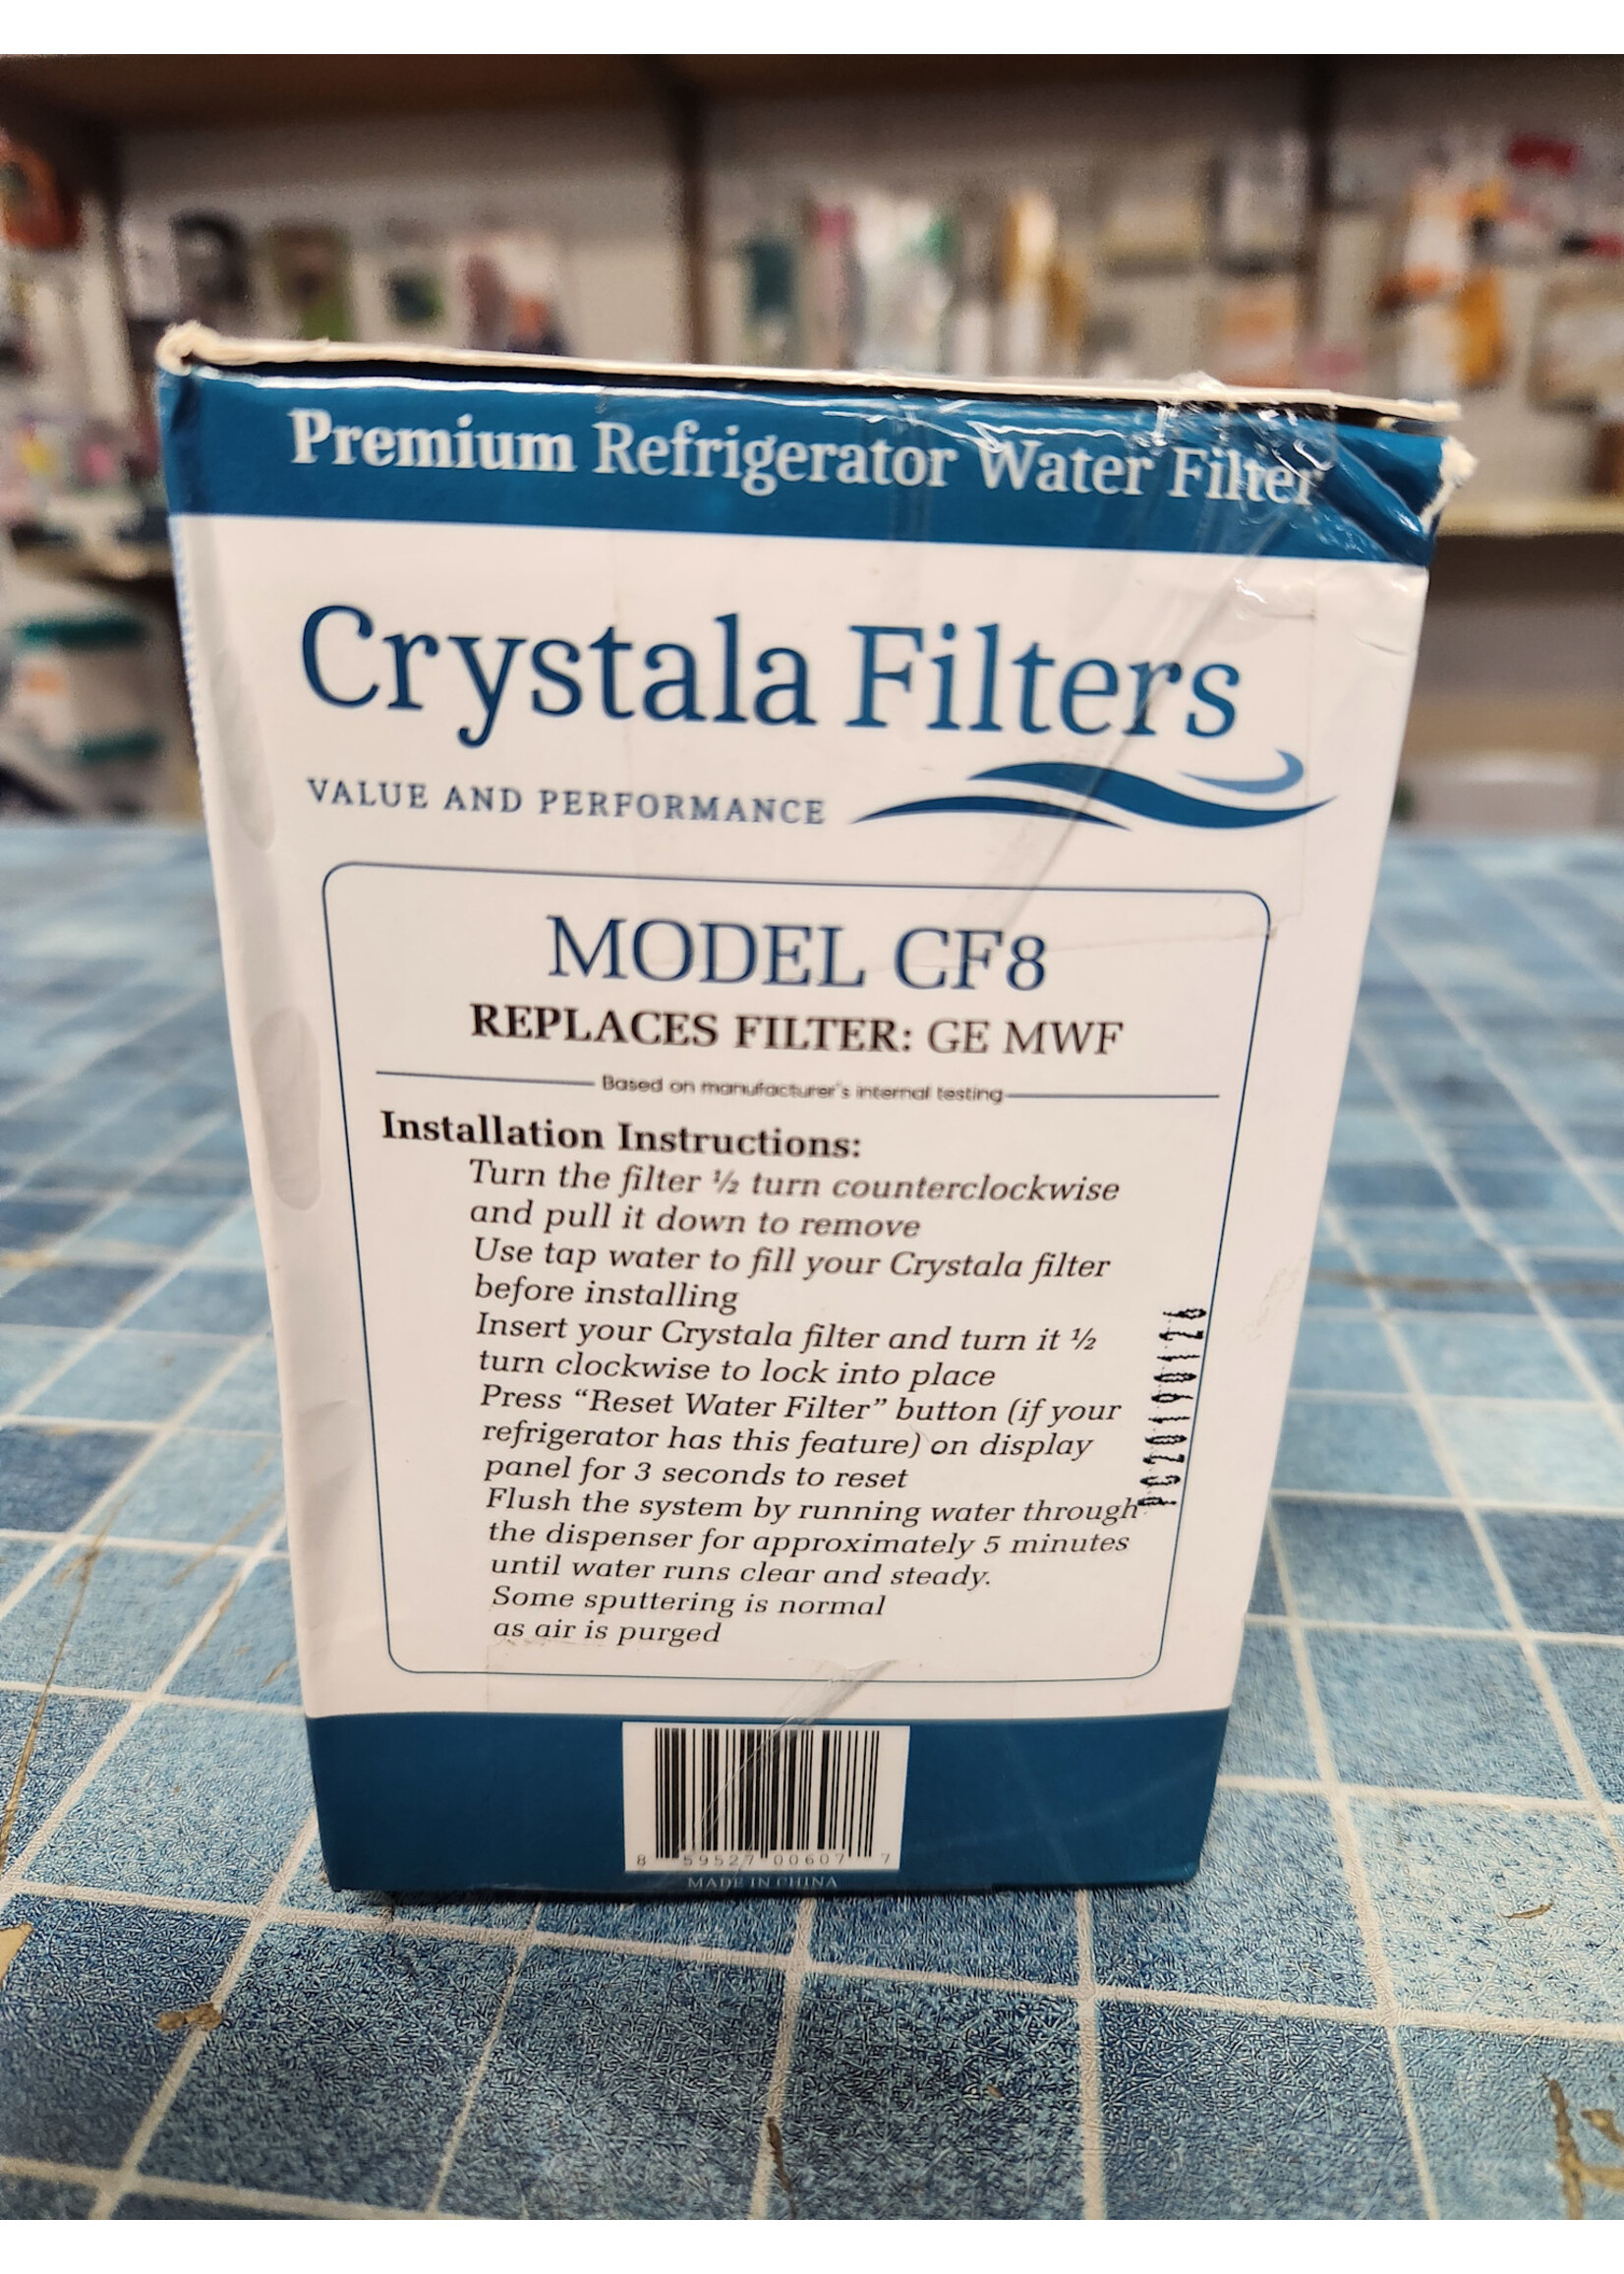 Premium Refrigerator Water Filter
Crystala Filters
VALUE AND PERFORMANCE
MODEL CF8
REPLACES FILTER: GE MWF
Based on manufacturer's internal testing
Installation Instructions:
Turn the filter ½ turn counterclockwise
and pull it down to remove
Use tap water to fill your Crystala filter
before installing
Insert your Crystala filter and turn it ½
turn clockwise to lock into place
Press “Reset Water Filter” button (if your
refrigerator has this feature) on display
panel for 3 seconds to reset
Flush the system by running water through
the dispenser for approximately 5 minutes
until water runs clear and steady.
Some sputtering is normal
as air is purged
8 59527 00607 7
MADE IN CHINA